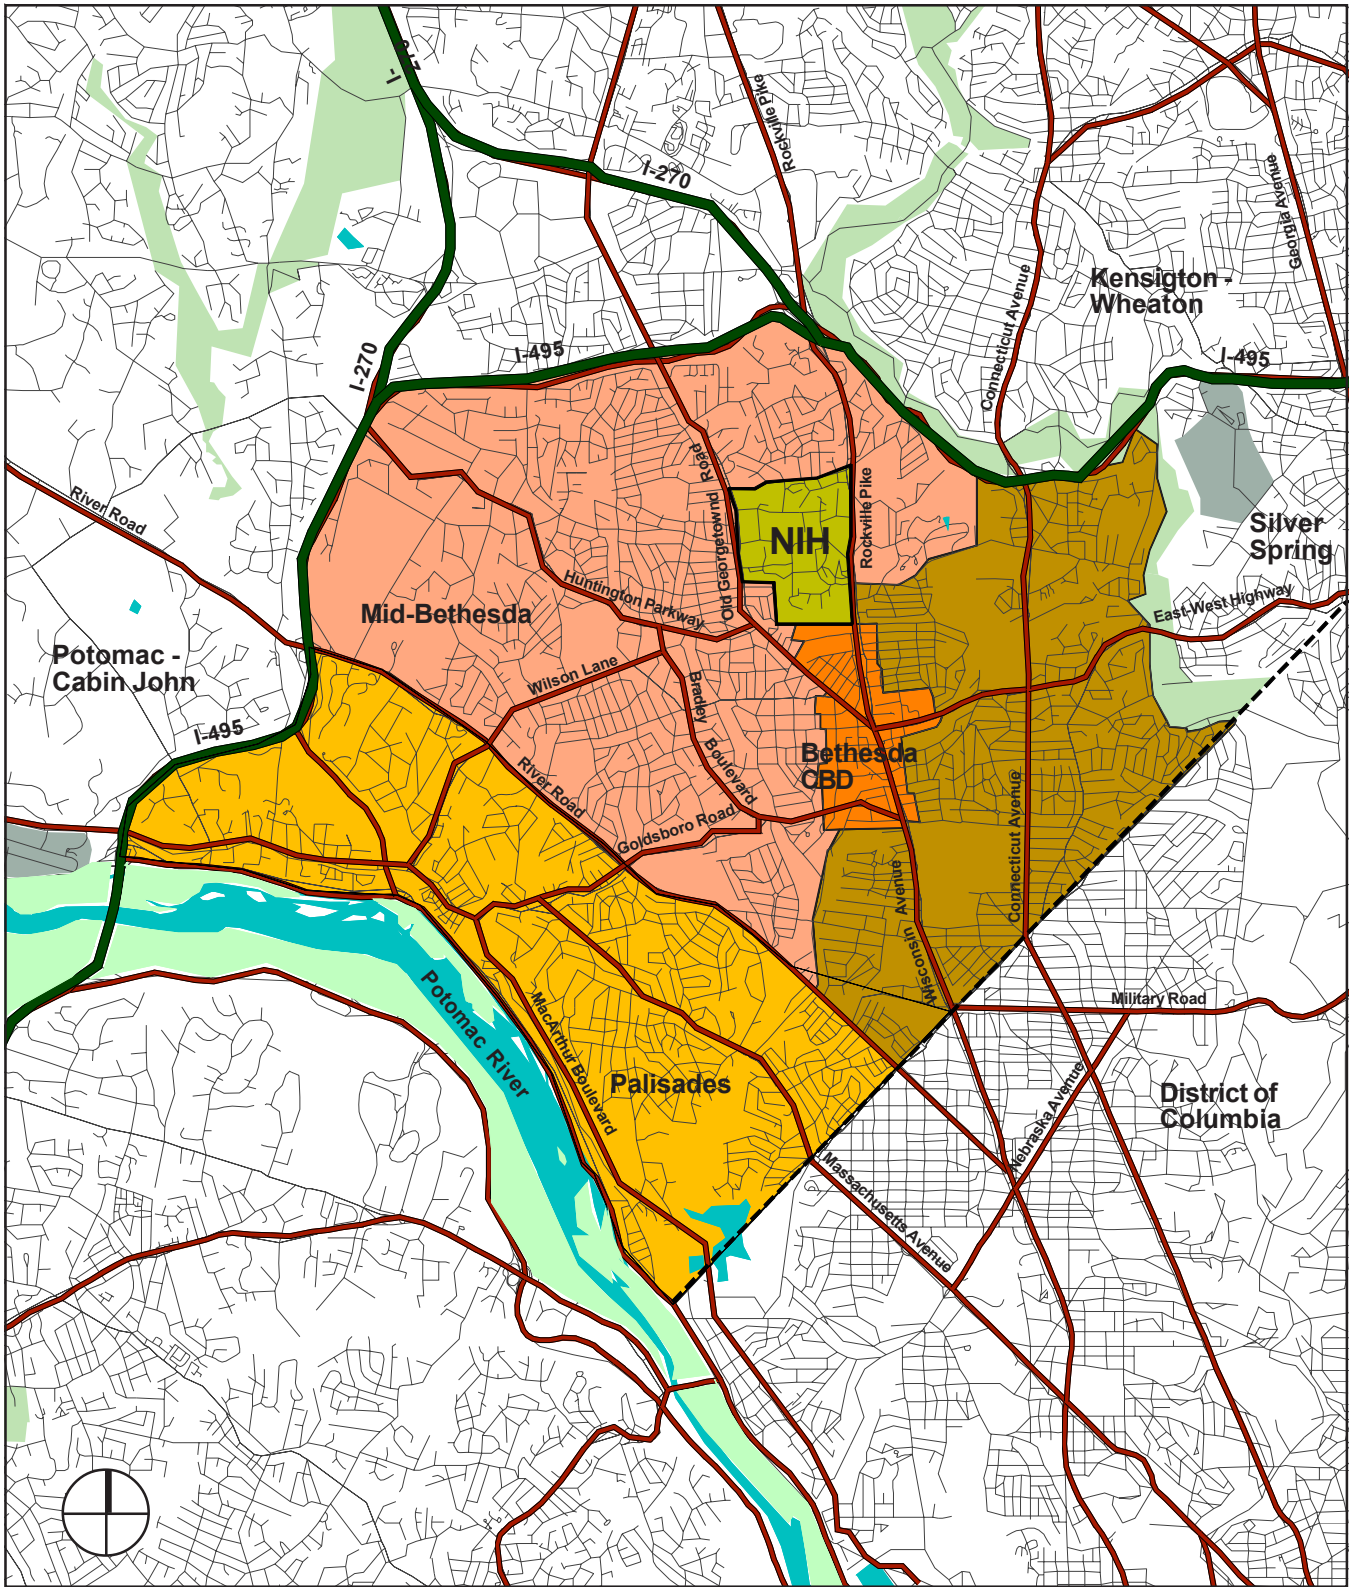 I-270
Rockville Pike
I-270
Georgia Avenue
Kensigton -
Wheaton
Connecticut Avenue
I-495
I-270
I-495
River Road
Old Georgetownd Road
Rockville Pike
NIH
Silver
Spring
Huntington Parkway
East-West Highway
Mid-Bethesda
Potomac -
Cabin John
Wilson Lane
Bradley Boulevard
I-495
Bethesda
CBD
River Road
Goldsboro Road
Connecticut Avenue
Wisconsin Avenue
Potomac River
MacArthur Boulevard
Military Road
Palisades
District of
Columbia
Nebraska Avenue
Massachusetts Avenue